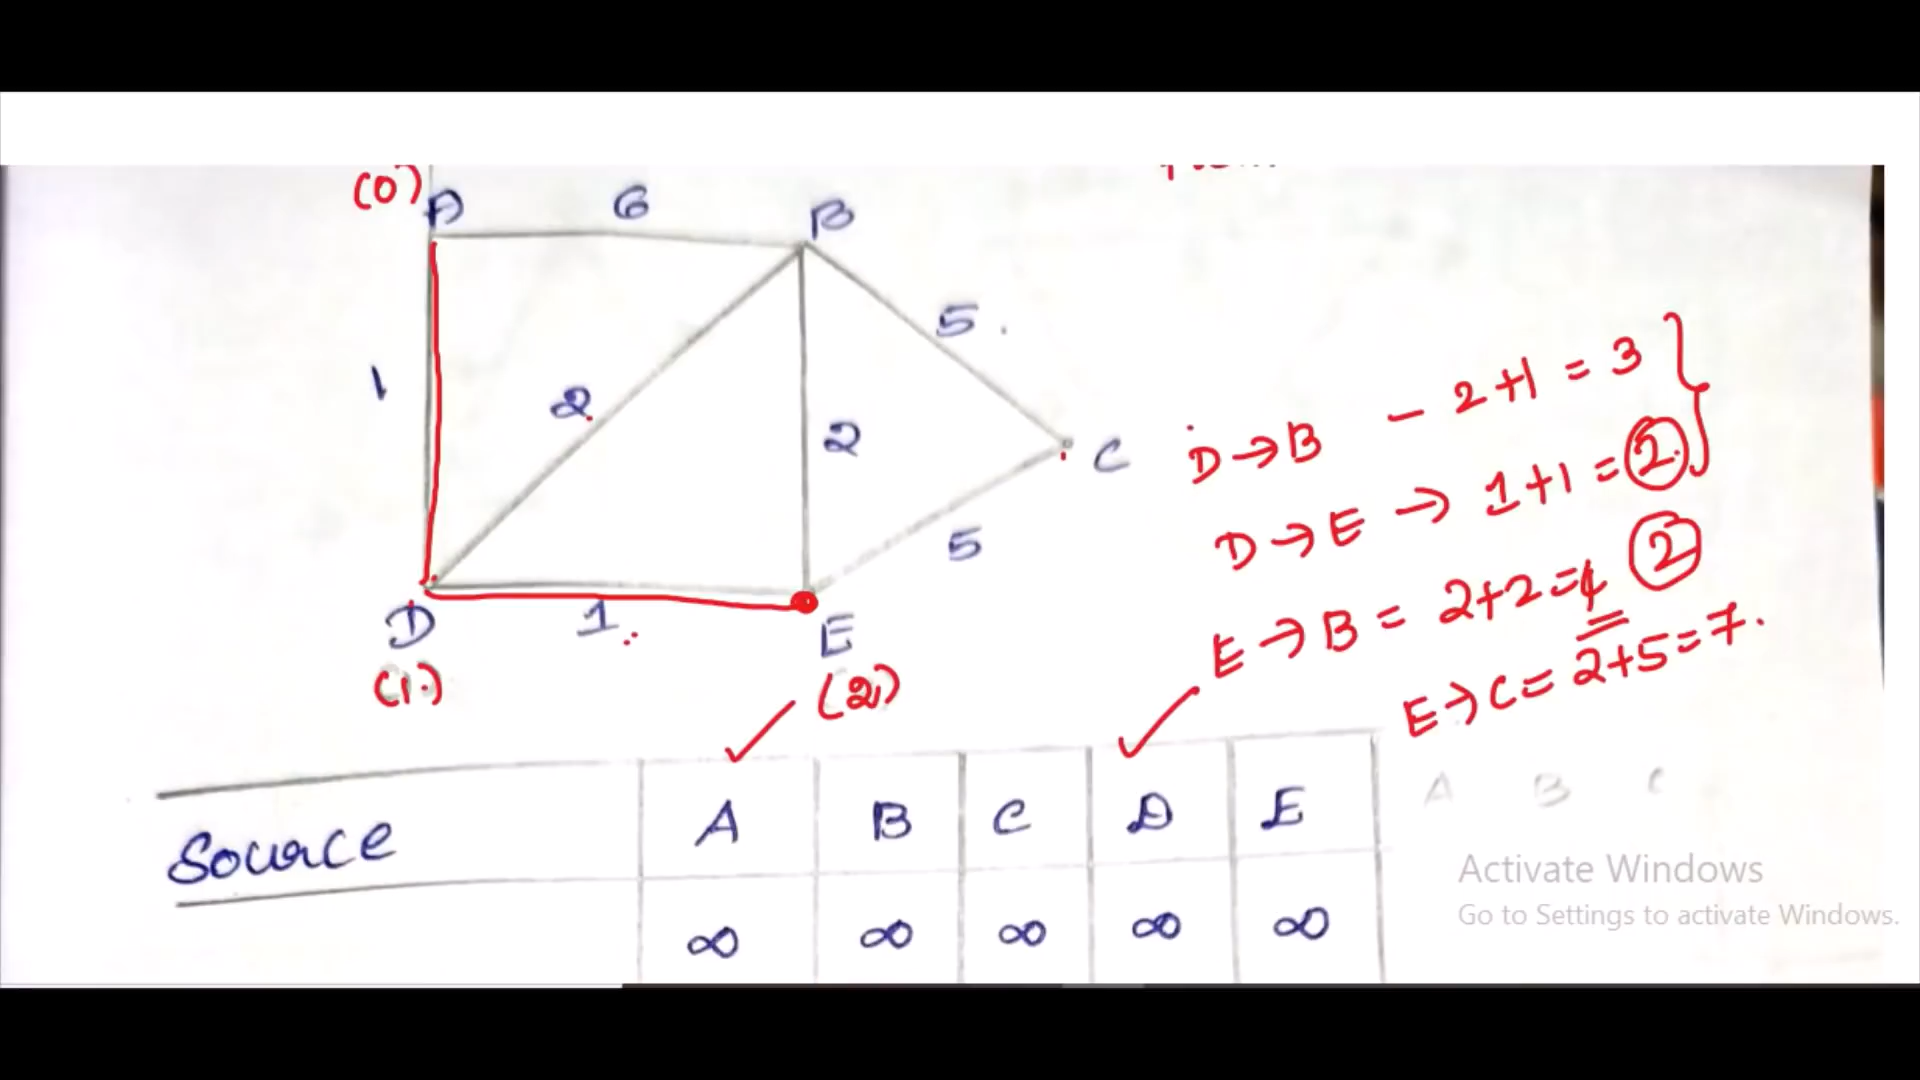 (0) A 6 B
5.
1 2 2 C
5
D 1 E
(1.) (2)
D→B - 2+1 = 3
D→E → 1+1 = 2
E→B = 2+2=4 2
E→C= 2+5=7.
Source A B C D E
∞ ∞ ∞ ∞ ∞
A B C
Activate Windows
Go to Settings to activate Windows.